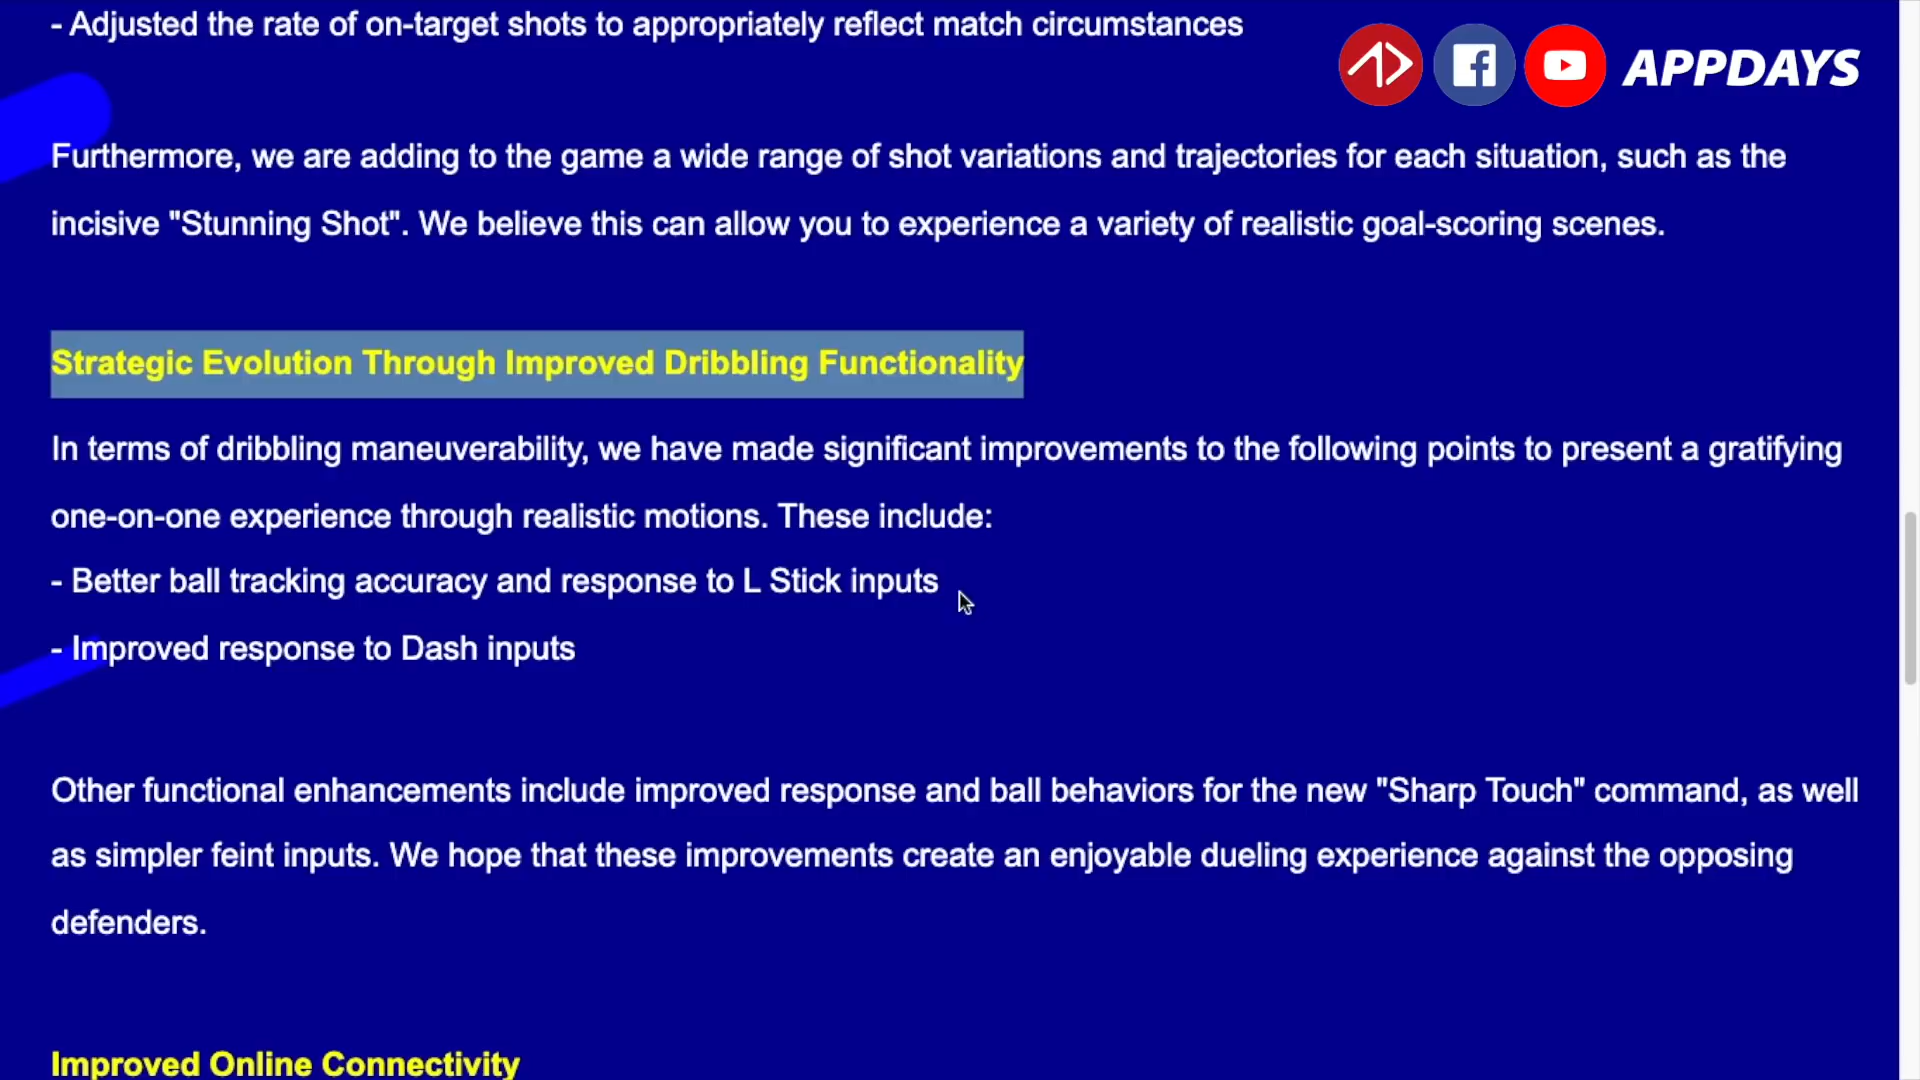 - Adjusted the rate of on-target shots to appropriately reflect match circumstances
APPDAYS
Furthermore, we are adding to the game a wide range of shot variations and trajectories for each situation, such as the
incisive "Stunning Shot". We believe this can allow you to experience a variety of realistic goal-scoring scenes.
Strategic Evolution Through Improved Dribbling Functionality
In terms of dribbling maneuverability, we have made significant improvements to the following points to present a gratifying
one-on-one experience through realistic motions. These include:
- Better ball tracking accuracy and response to L Stick inputs
- Improved response to Dash inputs
Other functional enhancements include improved response and ball behaviors for the new "Sharp Touch" command, as well
as simpler feint inputs. We hope that these improvements create an enjoyable dueling experience against the opposing
defenders.
Improved Online Connectivity